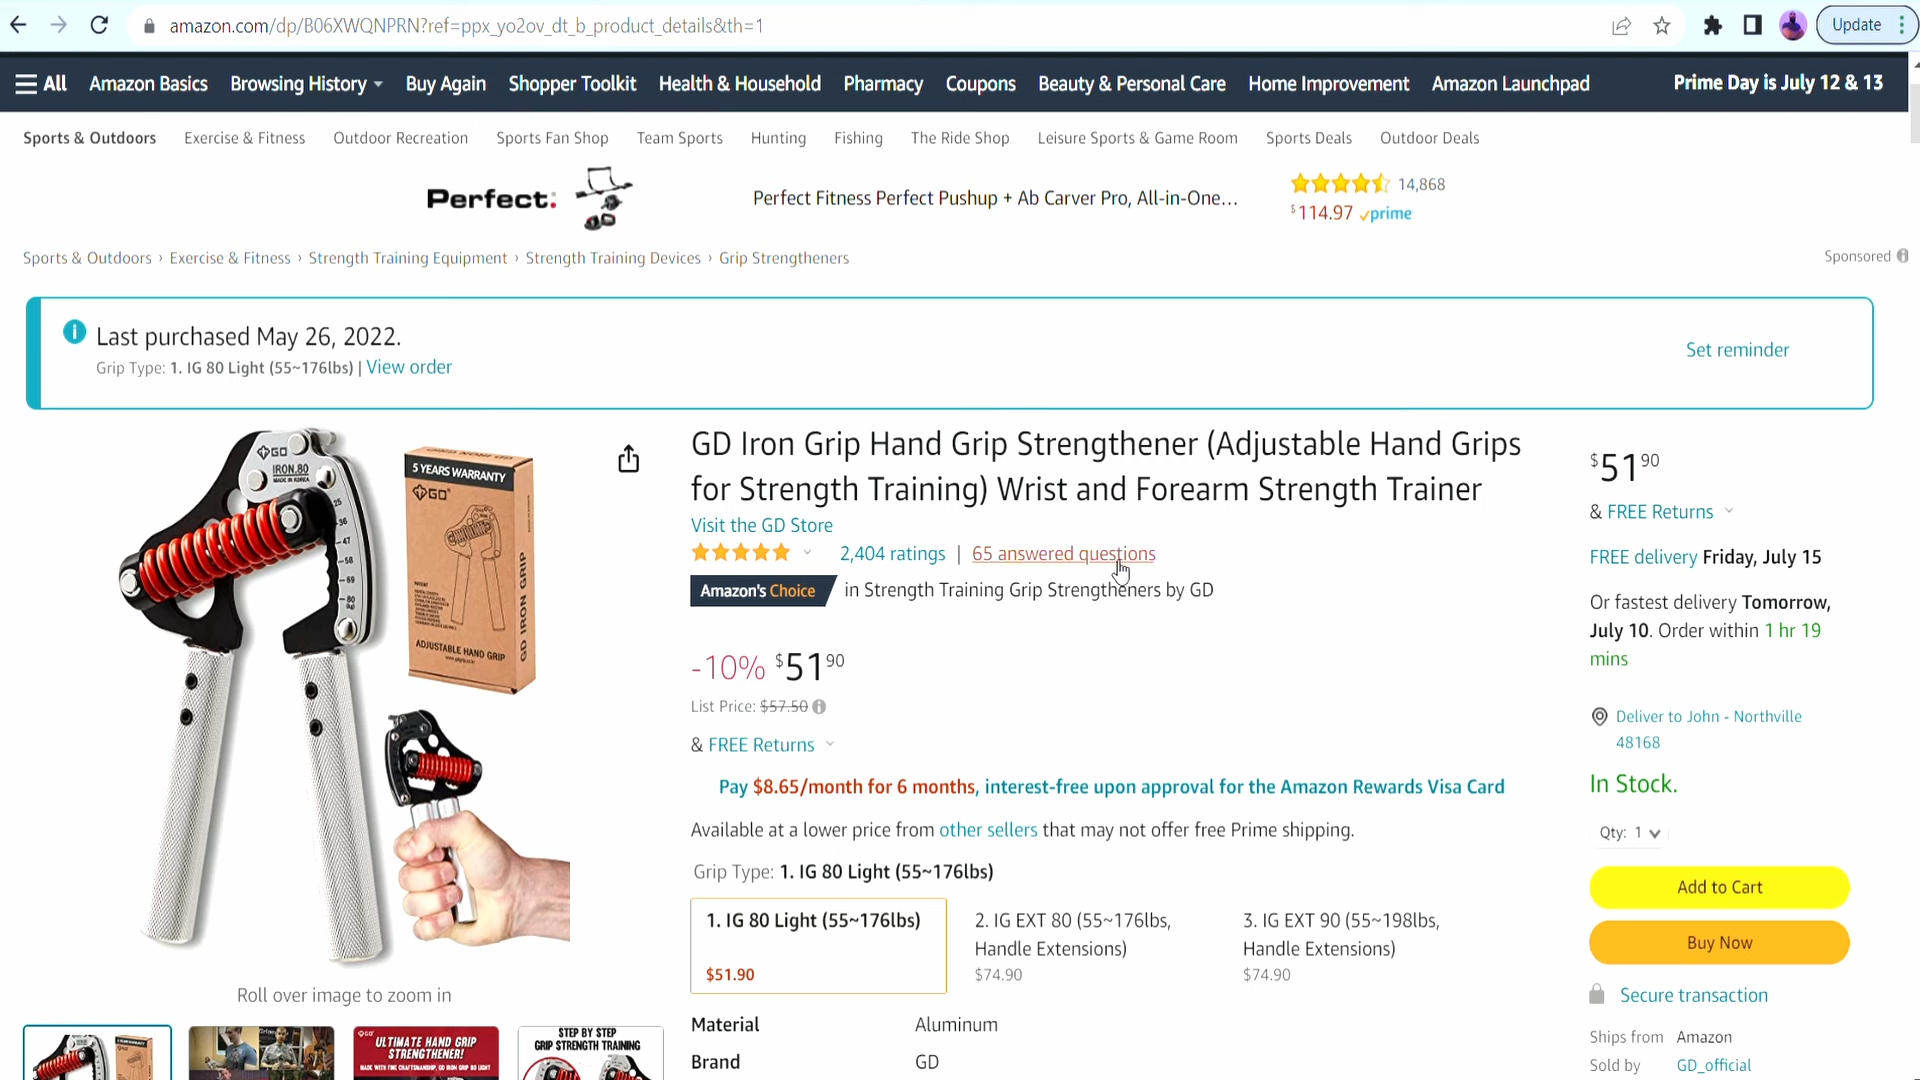 amazon.com/dp/B06XWQNPRN?ref=ppx_yo2ov_dt_b_product_details&th=1
Update
All Amazon Basics Browsing History Buy Again Shopper Toolkit Health & Household Pharmacy Coupons Beauty & Personal Care Home Improvement Amazon Launchpad Prime Day is July 12 & 13
Sports & Outdoors Exercise & Fitness Outdoor Recreation Sports Fan Shop Team Sports Hunting Fishing The Ride Shop Leisure Sports & Game Room Sports Deals Outdoor Deals
Perfect: Perfect Fitness Perfect Pushup + Ab Carver Pro, All-in-One... 14,868
$114.97 prime
Sports & Outdoors › Exercise & Fitness › Strength Training Equipment › Strength Training Devices › Grip Strengtheners
Sponsored
Last purchased May 26, 2022.
Grip Type: 1. IG 80 Light (55~176lbs) | View order
Set reminder
GD
IRON.80
MADE IN KOREA
25
36
47
58
69
80
(kg)
5 YEARS WARRANTY
GD
GD IRON GRIP
ADJUSTABLE HAND GRIP
Roll over image to zoom in
ULTIMATE HAND GRIP
STRENGTHENER!
STEP BY STEP
GRIP STRENGTH TRAINING
GD Iron Grip Hand Grip Strengthener (Adjustable Hand Grips
for Strength Training) Wrist and Forearm Strength Trainer
Visit the GD Store
2,404 ratings | 65 answered questions
Amazon's Choice in Strength Training Grip Strengtheners by GD
-10% $51 90
List Price: $57.50
& FREE Returns
Pay $8.65/month for 6 months, interest-free upon approval for the Amazon Rewards Visa Card
Available at a lower price from other sellers that may not offer free Prime shipping.
Grip Type: 1. IG 80 Light (55~176lbs)
1. IG 80 Light (55~176lbs)
$51.90
2. IG EXT 80 (55~176lbs,
Handle Extensions)
$74.90
3. IG EXT 90 (55~198lbs,
Handle Extensions)
$74.90
Material Aluminum
Brand GD
$51 90
& FREE Returns
FREE delivery Friday, July 15
Or fastest delivery Tomorrow,
July 10. Order within 1 hr 19
mins
Deliver to John - Northville
48168
In Stock.
Qty: 1
Add to Cart
Buy Now
Secure transaction
Ships from Amazon
Sold by GD_official